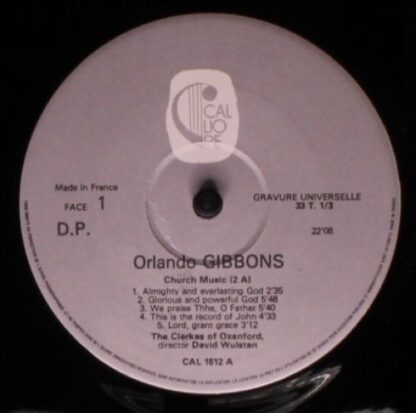 CAL
LIO
PE
Made in France
GRAVURE UNIVERSELLE
FACE 1
33 T. 1/3
D.P.
22'08
Orlando GIBBONS
Church Music (2 A)
1. Almighty and everlasting God 2'35
2. Glorious and powerful God 5'48
3. We praise Thhe, O Father 5'40
4. This is the record of John 4'33
5. Lord, grant grace 3'12
The Clerkes of Oxenford,
director David Wulstan
CAL 1612 A